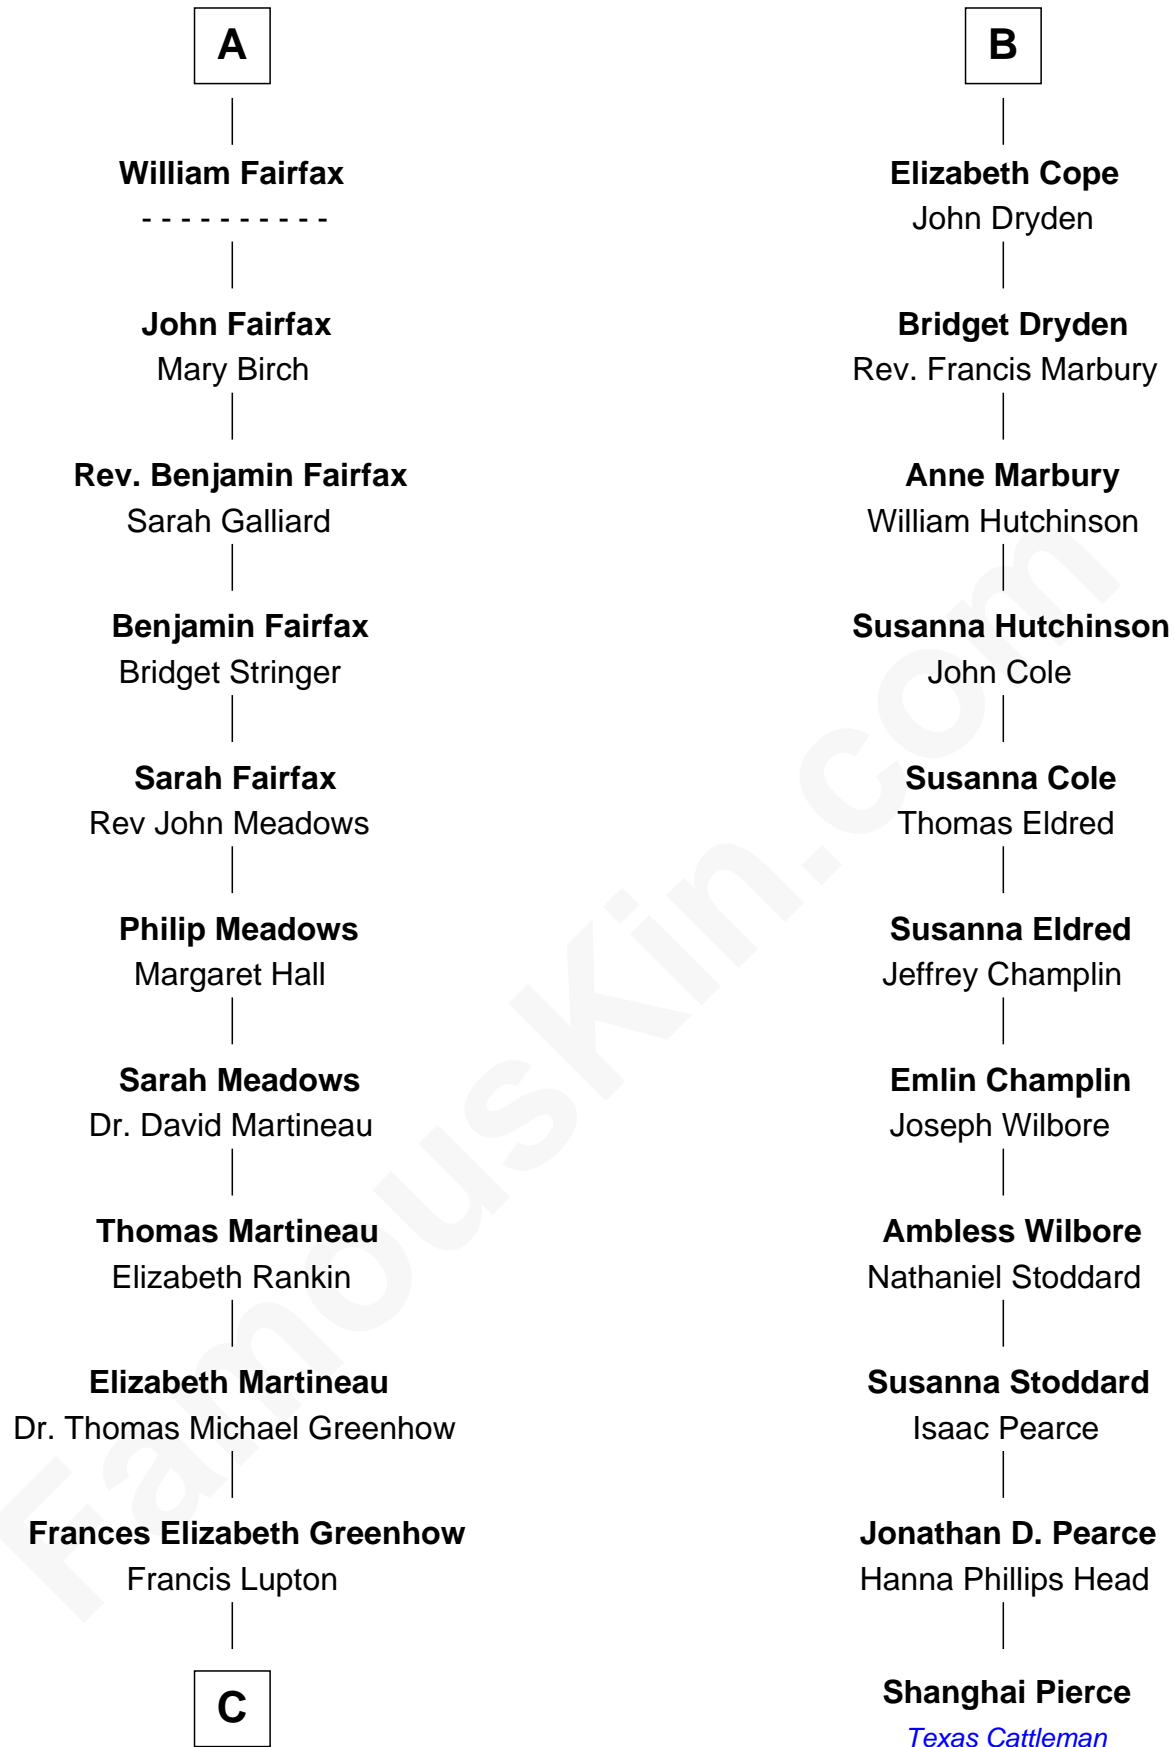 A
William Fairfax
- - - - - - - - - -
John Fairfax
Mary Birch
Rev. Benjamin Fairfax
Sarah Galliard
Benjamin Fairfax
Bridget Stringer
Sarah Fairfax
Rev John Meadows
Philip Meadows
Margaret Hall
Sarah Meadows
Dr. David Martineau
Thomas Martineau
Elizabeth Rankin
Elizabeth Martineau
Dr. Thomas Michael Greenhow
Frances Elizabeth Greenhow
Francis Lupton
C
B
Elizabeth Cope
John Dryden
Bridget Dryden
Rev. Francis Marbury
Anne Marbury
William Hutchinson
Susanna Hutchinson
John Cole
Susanna Cole
Thomas Eldred
Susanna Eldred
Jeffrey Champlin
Emlin Champlin
Joseph Wilbore
Ambless Wilbore
Nathaniel Stoddard
Susanna Stoddard
Isaac Pearce
Jonathan D. Pearce
Hanna Phillips Head
Shanghai Pierce
Texas Cattleman
FamousKin.com